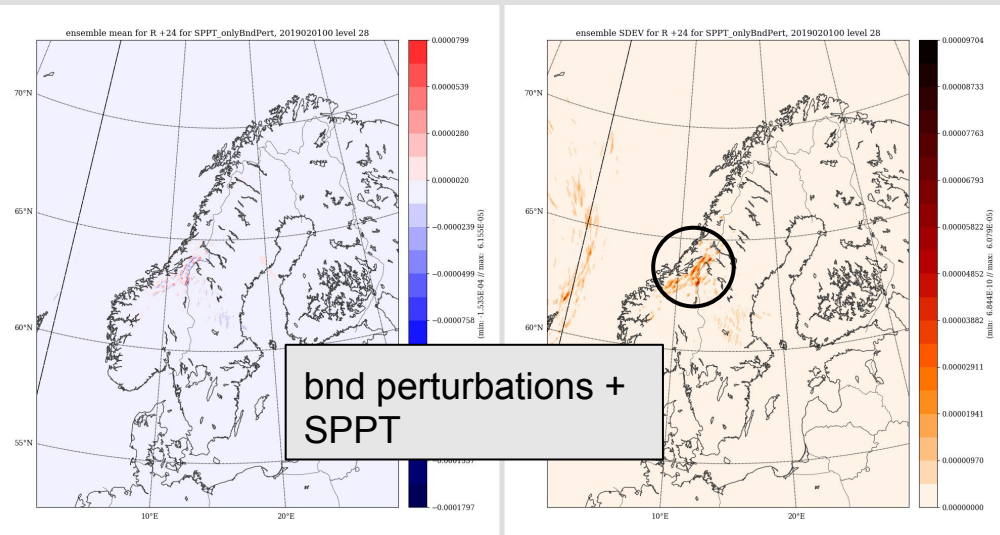 ensemble mean for R +24 for SPPT_onlyBndPert, 2019020100 level 28
70°N
65°N
60°N
55°N
10°E
20°E
0.0000799
0.0000539
0.0000280
0.0000020
−0.0000239
−0.0000499
−0.0000758
−0.0001797
(min: -1.535E-04 // max: 6.155E-05)
ensemble SDEV for R +24 for SPPT_onlyBndPert, 2019020100 level 28
70°N
65°N
60°N
10°E
20°E
0.00009704
0.00008733
0.00007763
0.00006793
0.00005822
0.00004852
0.00003882
0.00002911
0.00001941
0.00000970
0.00000000
(min: 6.844E-10 // max: 6.079E-05)
bnd perturbations +
SPPT